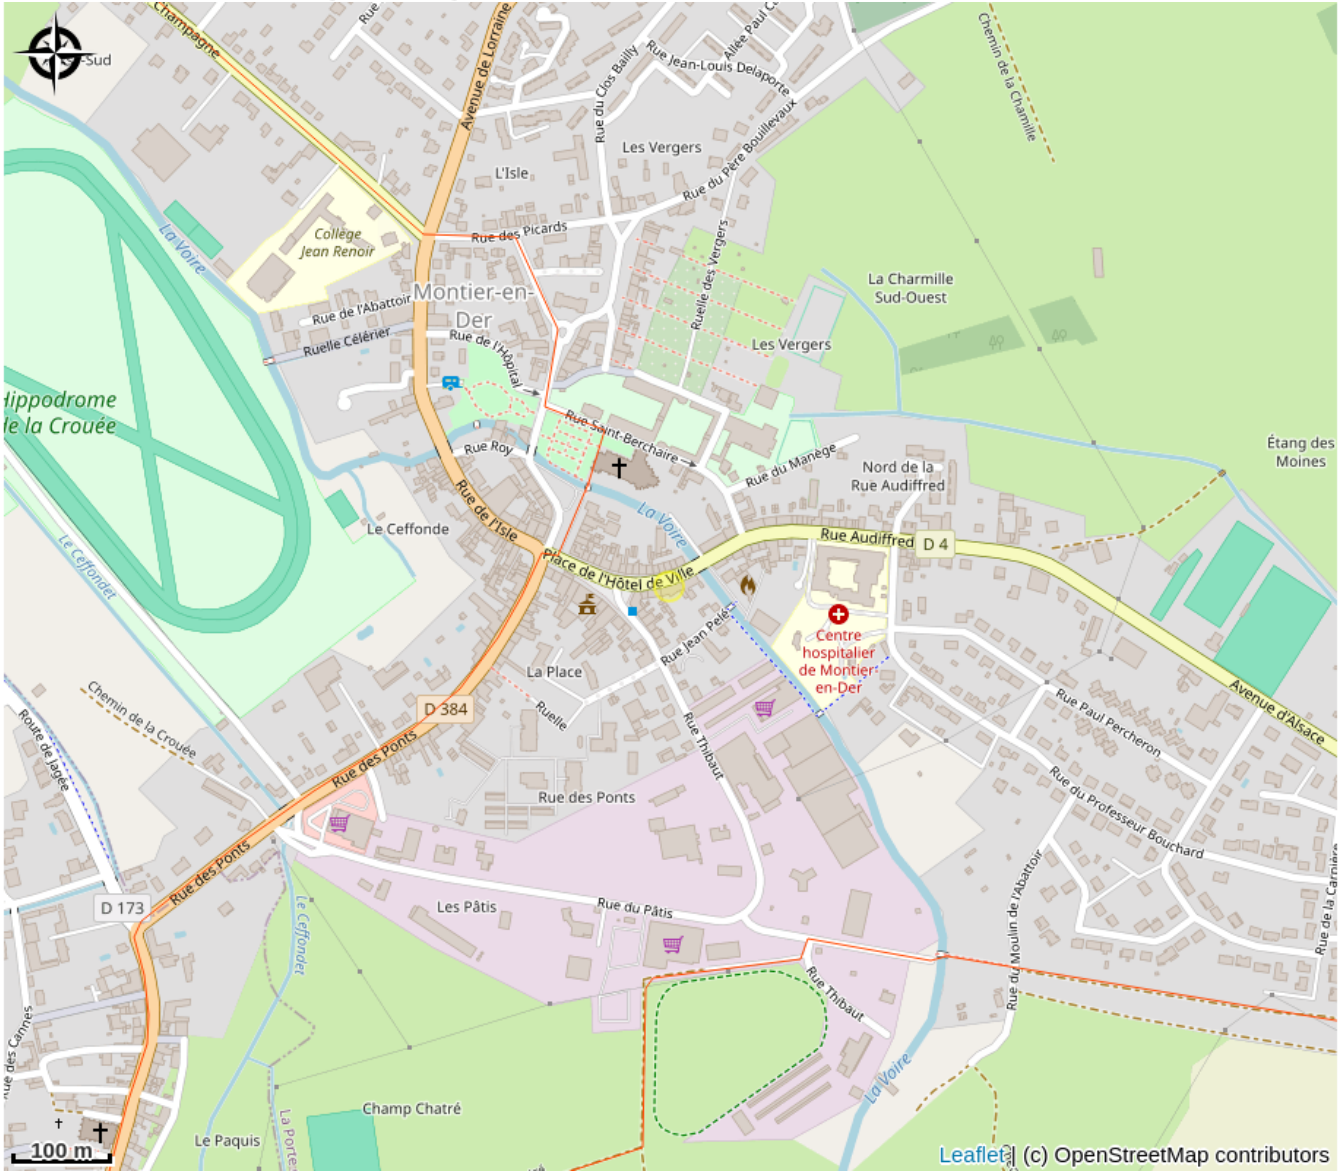 Champagne
Rue
Avenue de Lorraine
Rue du Clos Bailly
Allée Paul
Rue Jean-Louis Delaporte
Chemin de la Charmille
-Sud
Les Vergers
L'Isle
Rue du Père Bouillevaux
La Voire
Collège
Jean Renoir
Rue des Picards
Ruelle des Vergers
La Charmille
Sud-Ouest
Montier-en-
Der
Rue de l'Abattoir
Ruelle Célérier
Rue de l'Hôpital
Les Vergers
Hippodrome
de la Crouée
Rue Saint-Berchaire
Rue Roy
Rue du Manège
Nord de la
Rue Audiffred
Étang des
Moines
Rue de l'Isle
La Voire
Le Ceffonde
Le Ceffondet
Rue Audiffred
D 4
Place de l'Hôtel de Ville
Rue Jean Pelé
Centre
hospitalier
de Montier
en-Der
La Place
Ruelle
D 384
Rue Thibaut
Chemin de la Crouée
Route de Jagée
Rue des Ponts
Rue Paul Percheron
Avenue d'Alsace
Rue des Ponts
Rue du Professeur Bouchard
Rue des Ponts
D 173
Le Ceffondet
Les Pâtis
Rue du Pâtis
Rue du Moulin de l'Abattoir
Rue de la Carpière
Rue Thibaut
Rue des Cannes
La Voire
Champ Chatré
Le Paquis
La Porte
100 m
Leaflet | (c) OpenStreetMap contributors